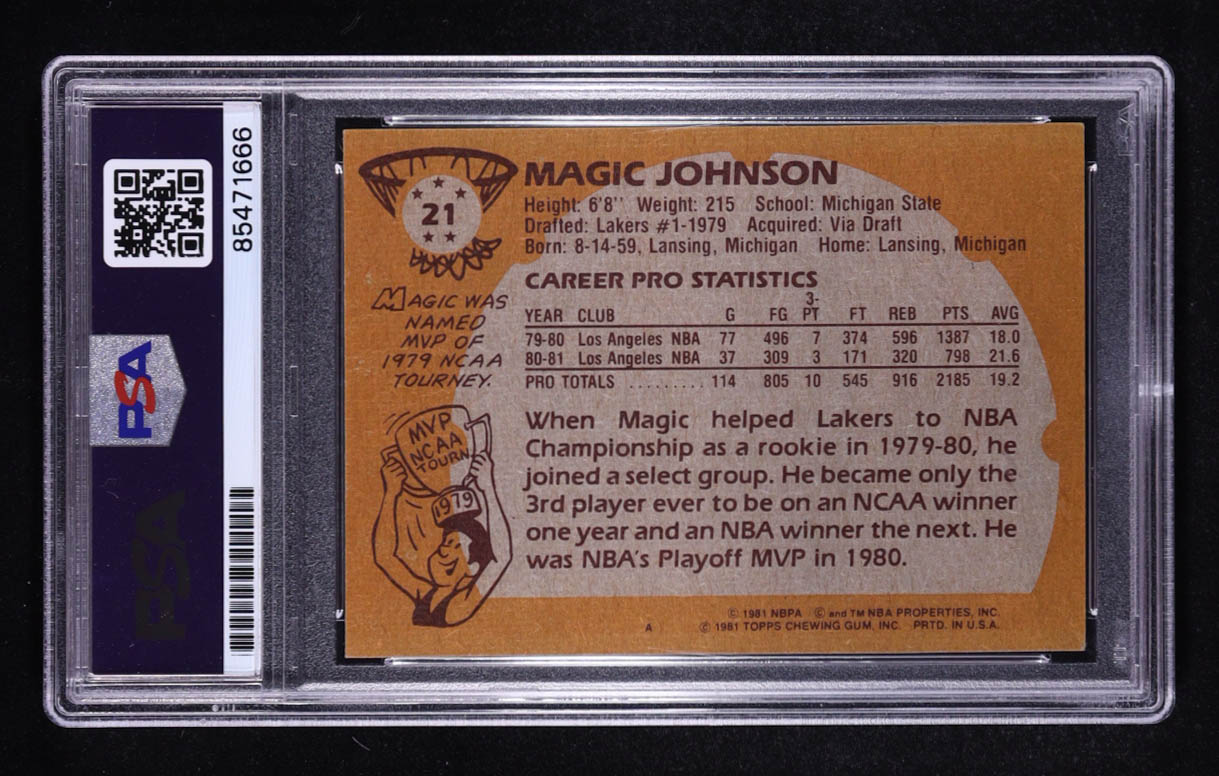 85471666
PSA
PSA
21
MAGIC JOHNSON
Height: 6'8'' Weight: 215 School: Michigan State
Drafted: Lakers #1-1979 Acquired: Via Draft
Born: 8-14-59, Lansing, Michigan Home: Lansing, Michigan
CAREER PRO STATISTICS
YEAR CLUB G FG 3-PT FT REB PTS AVG
79-80 Los Angeles NBA 77 496 7 374 596 1387 18.0
80-81 Los Angeles NBA 37 309 3 171 320 798 21.6
PRO TOTALS ......... 114 805 10 545 916 2185 19.2
MAGIC WAS
NAMED
MVP OF
1979 NCAA
TOURNEY.
MVP
NCAA
TOURN
1979
When Magic helped Lakers to NBA
Championship as a rookie in 1979-80, he
joined a select group. He became only the
3rd player ever to be on an NCAA winner
one year and an NBA winner the next. He
was NBA's Playoff MVP in 1980.
© 1981 NBPA © and TM NBA PROPERTIES, INC.
A © 1981 TOPPS CHEWING GUM, INC. PRTD. IN U.S.A.